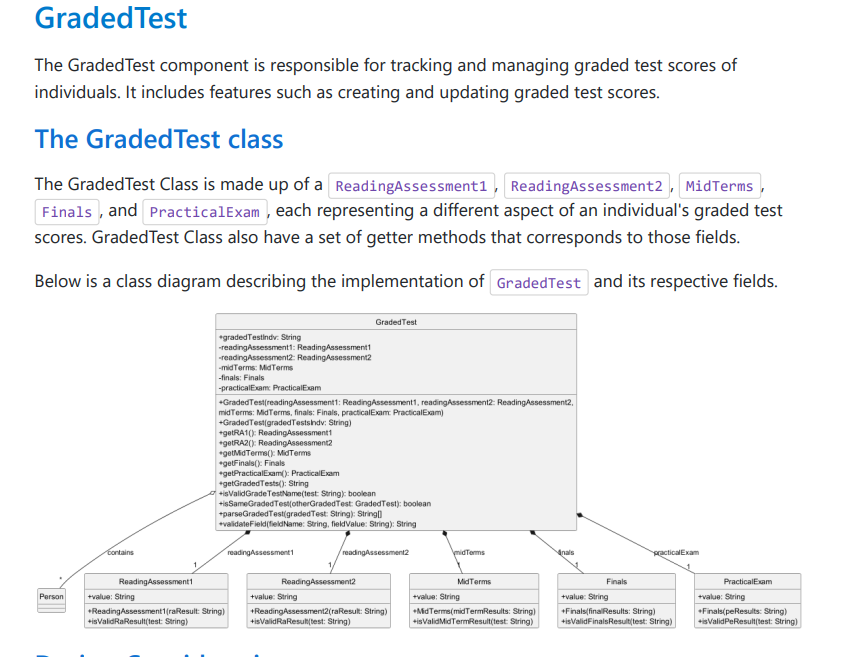 GradedTest
The GradedTest component is responsible for tracking and managing graded test scores of
individuals. It includes features such as creating and updating graded test scores.
The GradedTest class
The GradedTest Class is made up of a ReadingAssessment1 , ReadingAssessment2 , MidTerms ,
Finals , and PracticalExam , each representing a different aspect of an individual's graded test
scores. GradedTest Class also have a set of getter methods that corresponds to those fields.
Below is a class diagram describing the implementation of GradedTest and its respective fields.
GradedTest
+gradedTestIndv: String
-readingAssessment1: ReadingAssessment1
-readingAssessment2: ReadingAssessment2
-midTerms: MidTerms
-finals: Finals
-practicalExam: PracticalExam
+GradedTest(readingAssessment1: ReadingAssessment1, readingAssessment2: ReadingAssessment2,
midTerms: MidTerms, finals: Finals, practicalExam: PracticalExam)
+GradedTest(gradedTestsIndv: String)
+getRA1(): ReadingAssessment1
+getRA2(): ReadingAssessment2
+getMidTerms(): MidTerms
+getFinals(): Finals
+getPracticalExam(): PracticalExam
+getGradedTests(): String
+isValidGradeTestName(test: String): boolean
+isSameGradedTest(otherGradedTest: GradedTest): boolean
+parseGradedTest(gradedTest: String): String[]
+validateField(fieldName: String, fieldValue: String): String
contains readingAssessment1 readingAssessment2 midTerms finals practicalExam
* 1 1 1 1 1
Person
ReadingAssessment1
+value: String
+ReadingAssessment1(raResult: String)
+isValidRaResult(test: String)
ReadingAssessment2
+value: String
+ReadingAssessment2(raResult: String)
+isValidRaResult(test: String)
MidTerms
+value: String
+MidTerms(midTermResults: String)
+isValidMidTermResult(test: String)
Finals
+value: String
+Finals(finalResults: String)
+isValidFinalsResult(test: String)
PracticalExam
+value: String
+Finals(peResults: String)
+isValidPeResult(test: String)